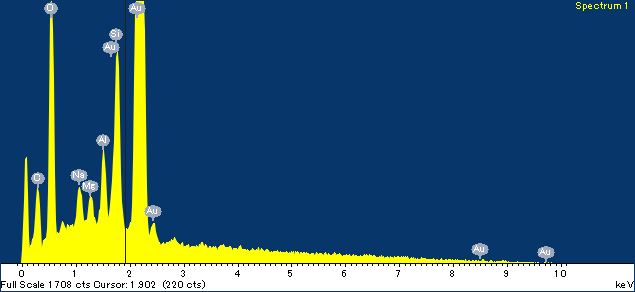 Spectrum 1
O Au
Si
Au
Al
C Na Mg
Au
Au Au
0 1 2 3 4 5 6 7 8 9 10
Full Scale 1708 cts Cursor: 1.902 (220 cts) keV